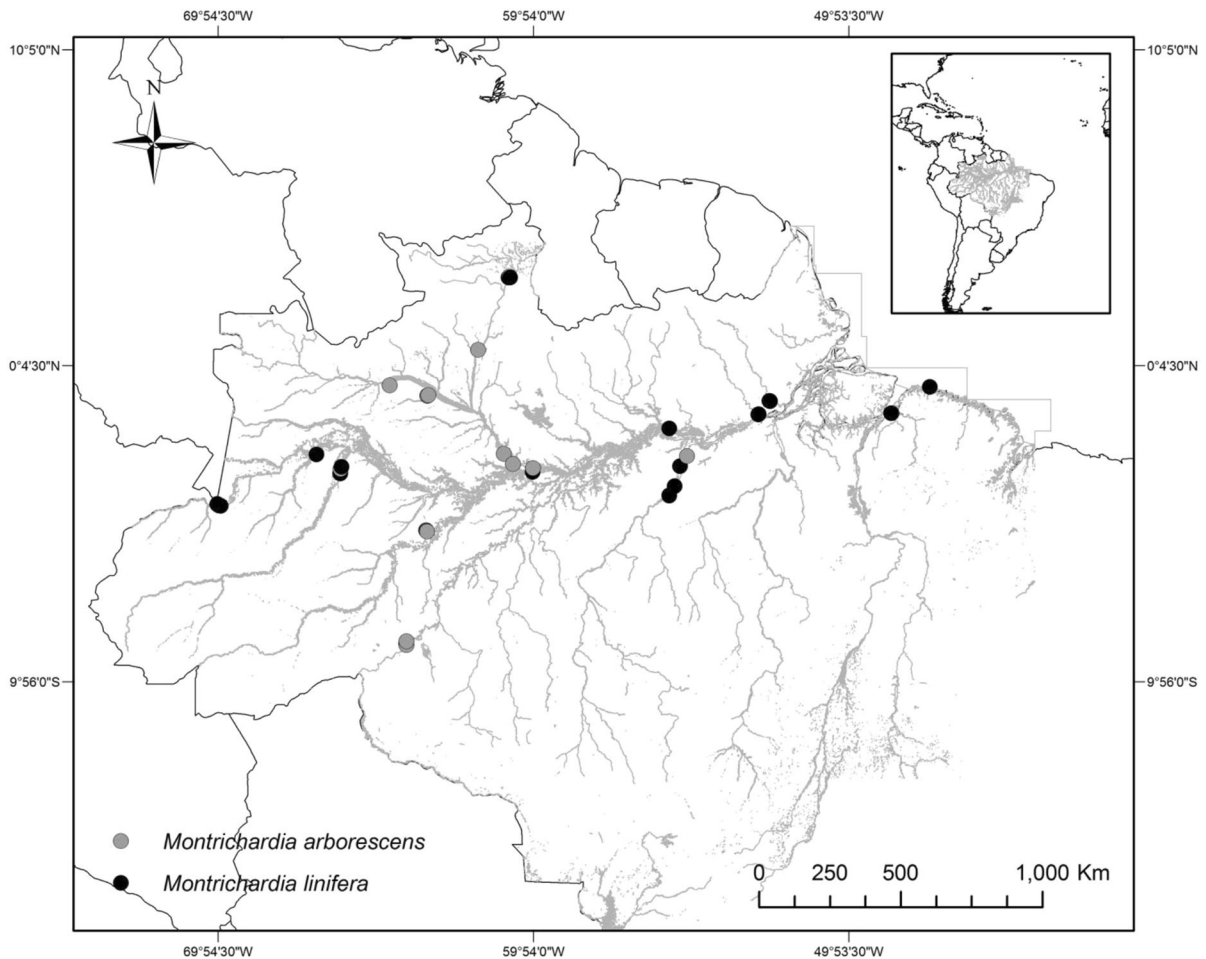 69°54'30"W 59°54'0"W 49°53'30"W
10°5'0"N 10°5'0"N
N
0°4'30"N 0°4'30"N
9°56'0"S 9°56'0"S
Montrichardia arborescens
Montrichardia linifera
0 250 500 1,000 Km
69°54'30"W 59°54'0"W 49°53'30"W